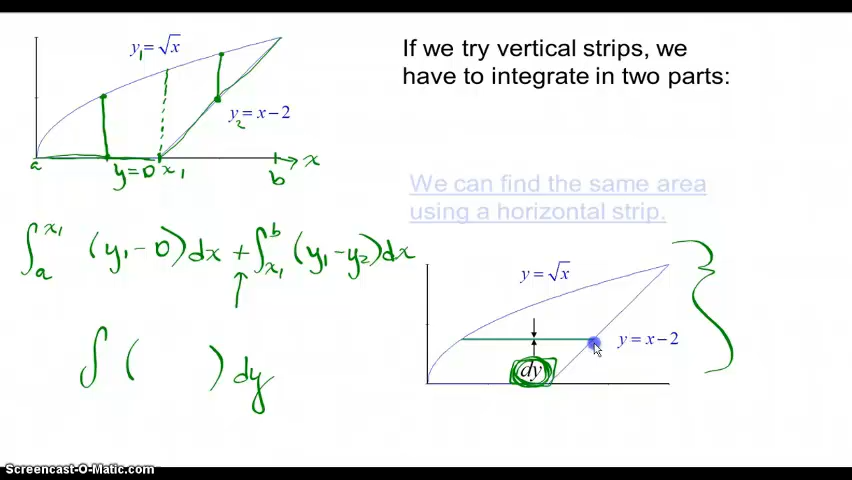 If we try vertical strips, we
have to integrate in two parts:
y₁ = √x
y₂ = x − 2
a y = 0 x₁ b → x
We can find the same area
using a horizontal strip.
∫ₐ^x₁ (y₁ − 0) dx + ∫ₓ₁^b (y₁ − y₂) dx
y = √x
y = x − 2
dy
∫ ( ) dy
Screencast-O-Matic.com